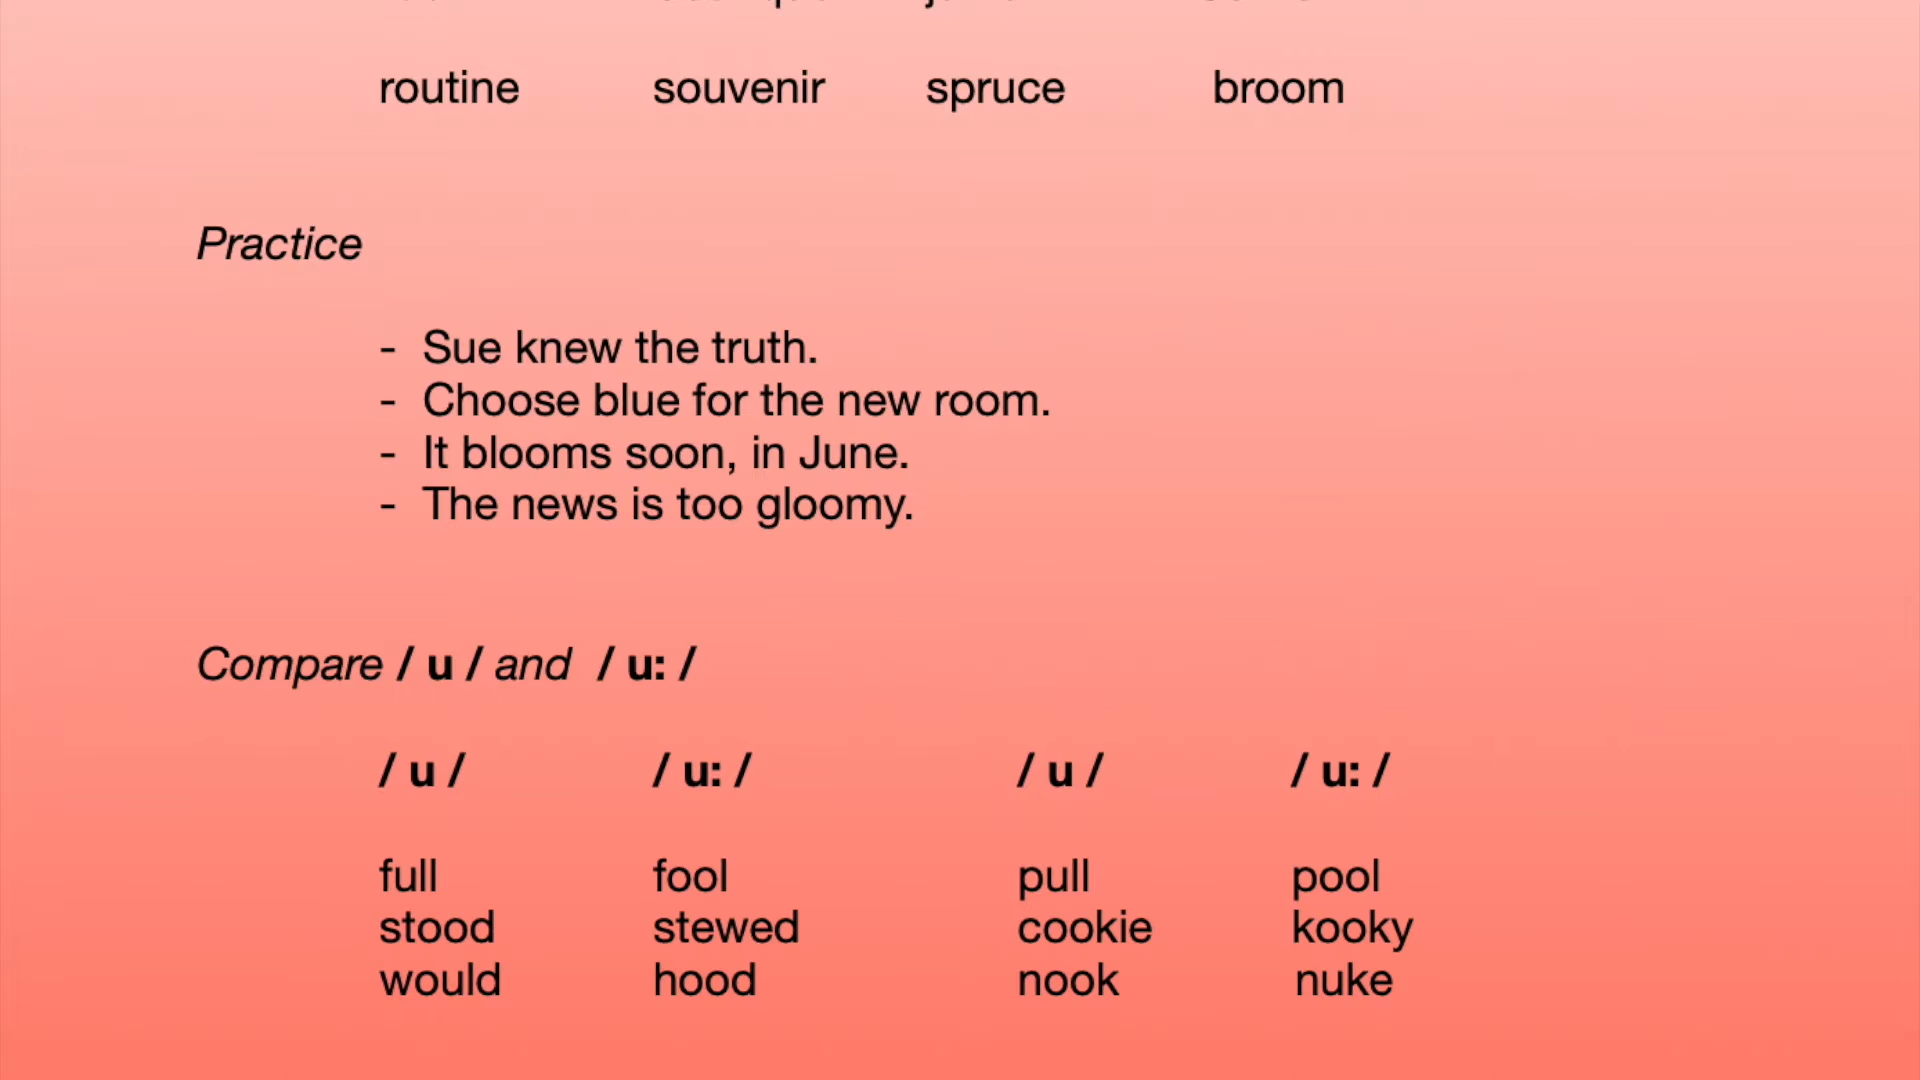 routine souvenir spruce broom
Practice
- Sue knew the truth.
- Choose blue for the new room.
- It blooms soon, in June.
- The news is too gloomy.
Compare / u / and / u: /
/ u / / u: / / u / / u: /
full fool pull pool
stood stewed cookie kooky
would hood nook nuke